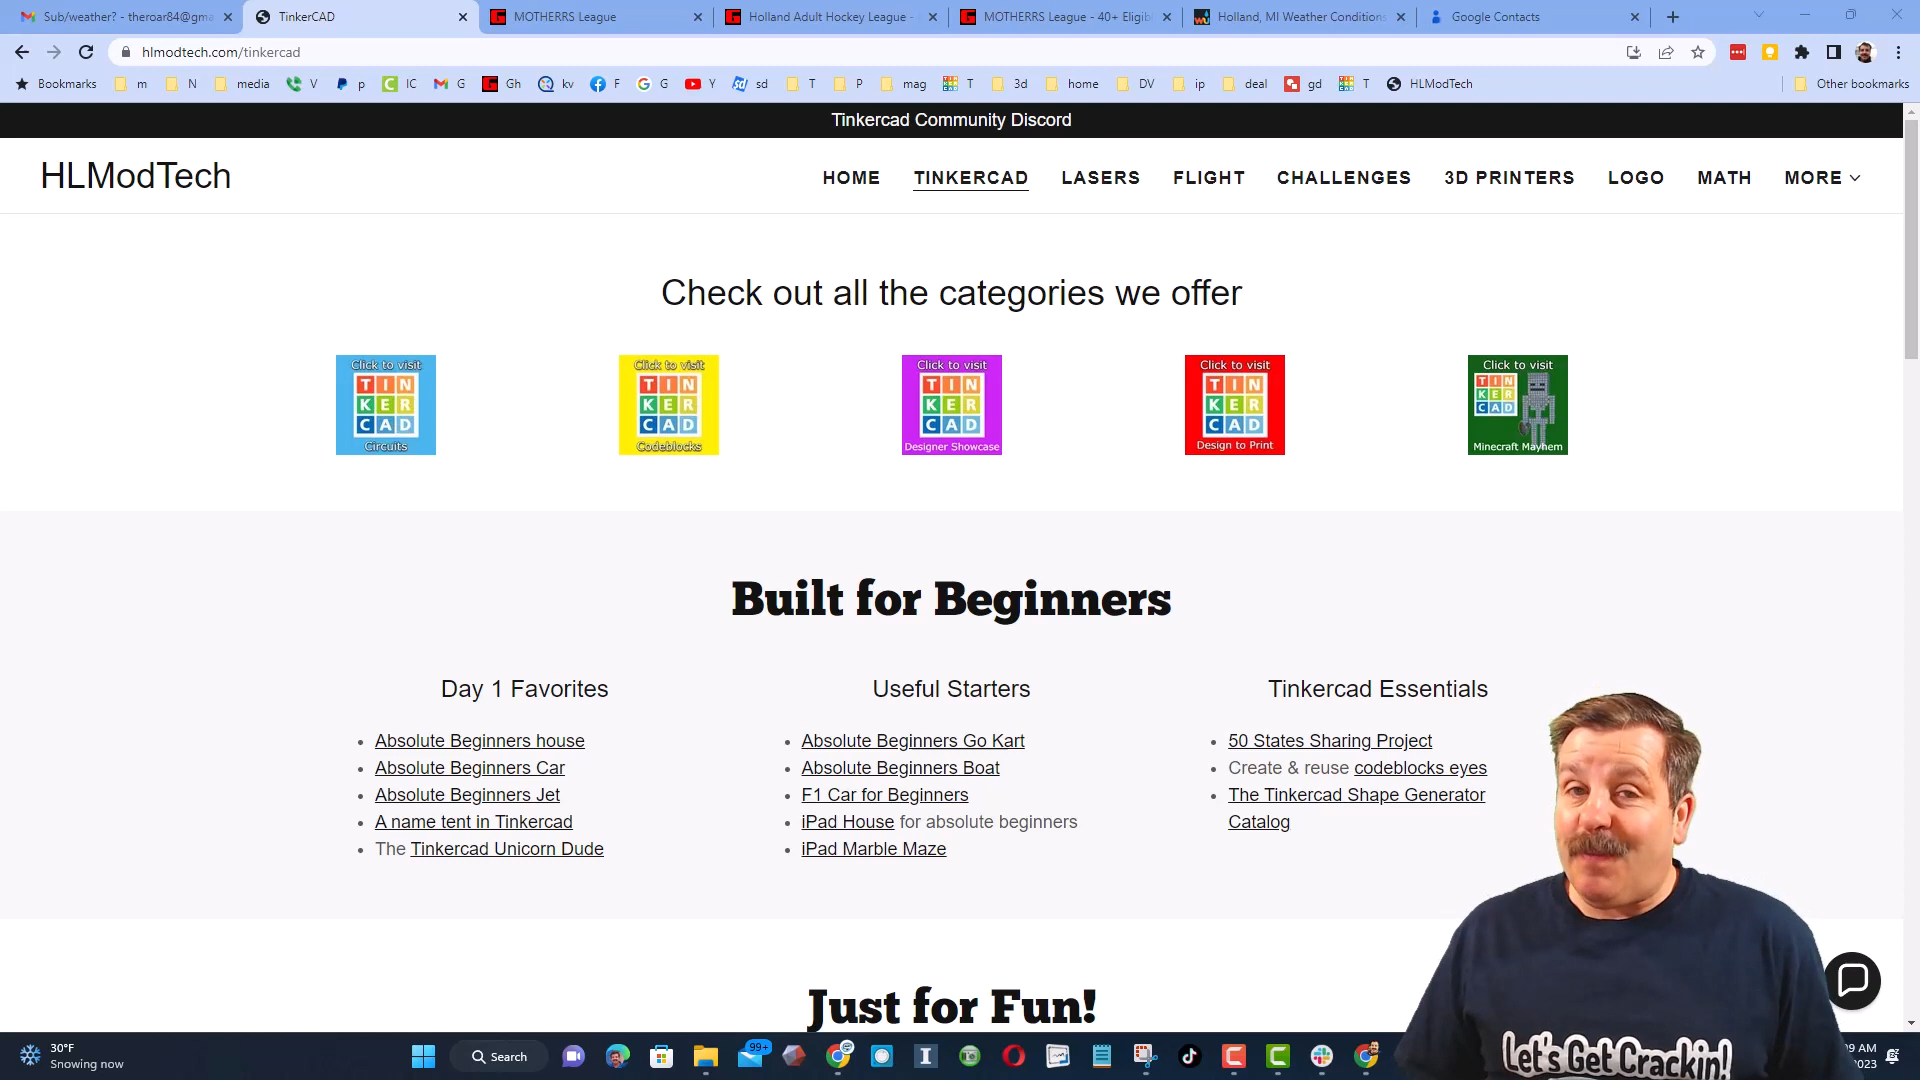 Sub/weather? - theroar84@gma
TinkerCAD
MOTHERRS League
Holland Adult Hockey League -
MOTHERRS League - 40+ Eligib
Holland, MI Weather Conditions
Google Contacts
hlmodtech.com/tinkercad
Bookmarks m N media V p IC G Gh kv F G Y sd T P mag T 3d home DV ip deal gd T HLModTech Other bookmarks
Tinkercad Community Discord
HLModTech
HOME TINKERCAD LASERS FLIGHT CHALLENGES 3D PRINTERS LOGO MATH MORE
Check out all the categories we offer
Click to visit
TIN
KER
CAD
Circuits
Click to visit
TIN
KER
CAD
Codeblocks
Click to visit
TIN
KER
CAD
Designer Showcase
Click to visit
TIN
KER
CAD
Design to Print
Click to visit
TIN
KER
CAD
Minecraft Mayhem
Built for Beginners
Day 1 Favorites
Absolute Beginners house
Absolute Beginners Car
Absolute Beginners Jet
A name tent in Tinkercad
The Tinkercad Unicorn Dude
Useful Starters
Absolute Beginners Go Kart
Absolute Beginners Boat
F1 Car for Beginners
iPad House for absolute beginners
iPad Marble Maze
Tinkercad Essentials
50 States Sharing Project
Create & reuse codeblocks eyes
The Tinkercad Shape Generator
Catalog
Just for Fun!
Let's Get Crackin!
30°F
Snowing now
Search
99+
9 AM
2023